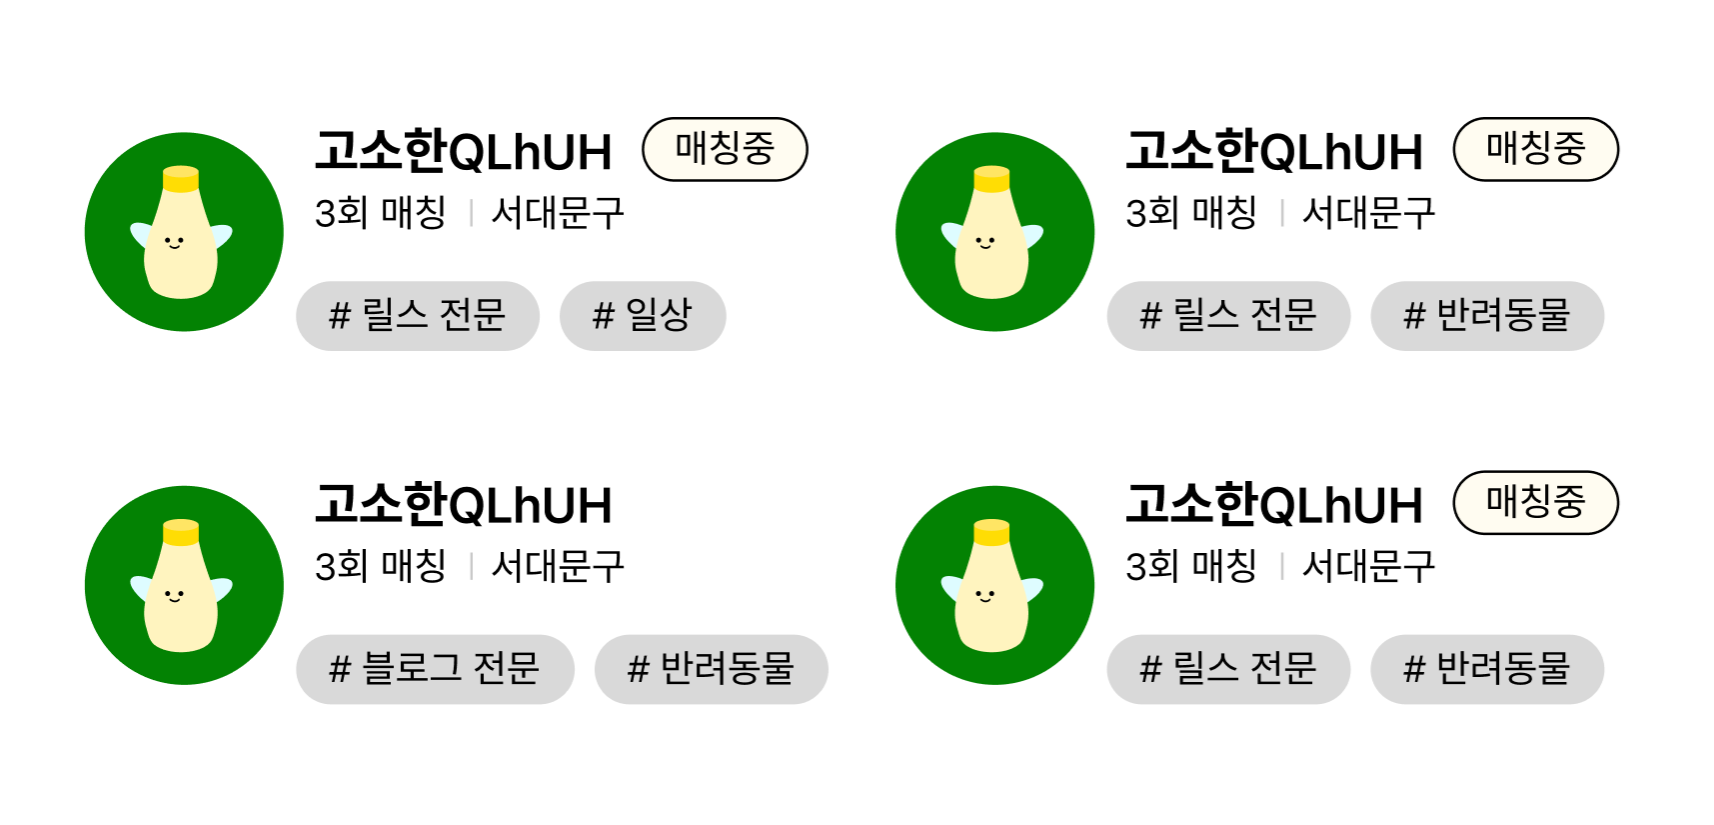 고소한QLhUH 매칭중
3회 매칭 | 서대문구
# 릴스 전문 # 일상
고소한QLhUH 매칭중
3회 매칭 | 서대문구
# 릴스 전문 # 반려동물
고소한QLhUH
3회 매칭 | 서대문구
# 블로그 전문 # 반려동물
고소한QLhUH 매칭중
3회 매칭 | 서대문구
# 릴스 전문 # 반려동물